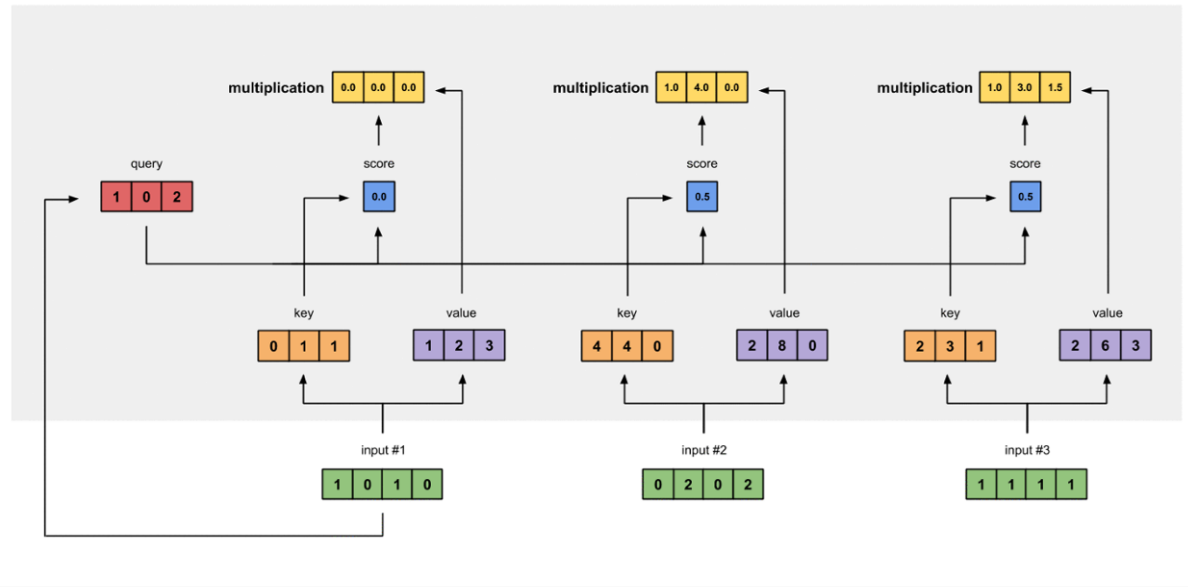 multiplication 0.0 0.0 0.0 multiplication 1.0 4.0 0.0 multiplication 1.0 3.0 1.5
query score score score
1 0 2 0.0 0.5 0.5
key value key value key value
0 1 1 1 2 3 4 4 0 2 8 0 2 3 1 2 6 3
input #1 input #2 input #3
1 0 1 0 0 2 0 2 1 1 1 1